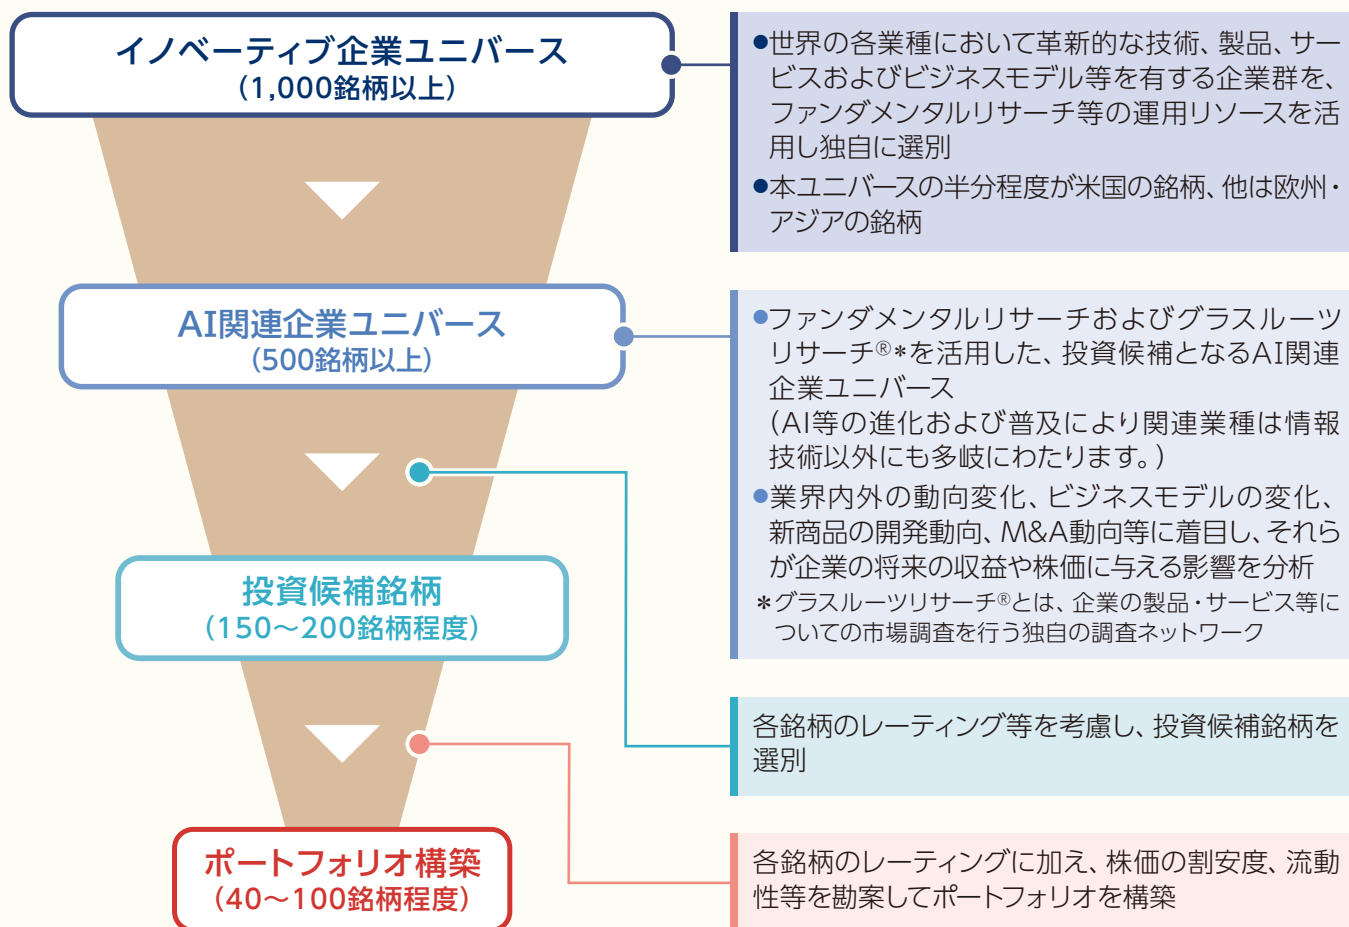 イノベーティブ企業ユニバース
(1,000銘柄以上)
●世界の各業種において革新的な技術、製品、サー
ビスおよびビジネスモデル等を有する企業群を、
ファンダメンタルリサーチ等の運用リソースを活
用し独自に選別
●本ユニバースの半分程度が米国の銘柄、他は欧州・
アジアの銘柄
AI関連企業ユニバース
(500銘柄以上)
●ファンダメンタルリサーチおよびグラスルーツ
リサーチ®*を活用した、投資候補となるAI関連
企業ユニバース
(AI等の進化および普及により関連業種は情報
技術以外にも多岐にわたります。)
●業界内外の動向変化、ビジネスモデルの変化、
新商品の開発動向、M&A動向等に着目し、それら
が企業の将来の収益や株価に与える影響を分析
*グラスルーツリサーチ®とは、企業の製品・サービス等に
ついての市場調査を行う独自の調査ネットワーク
投資候補銘柄
(150〜200銘柄程度)
各銘柄のレーティング等を考慮し、投資候補銘柄を
選別
ポートフォリオ構築
(40〜100銘柄程度)
各銘柄のレーティングに加え、株価の割安度、流動
性等を勘案してポートフォリオを構築